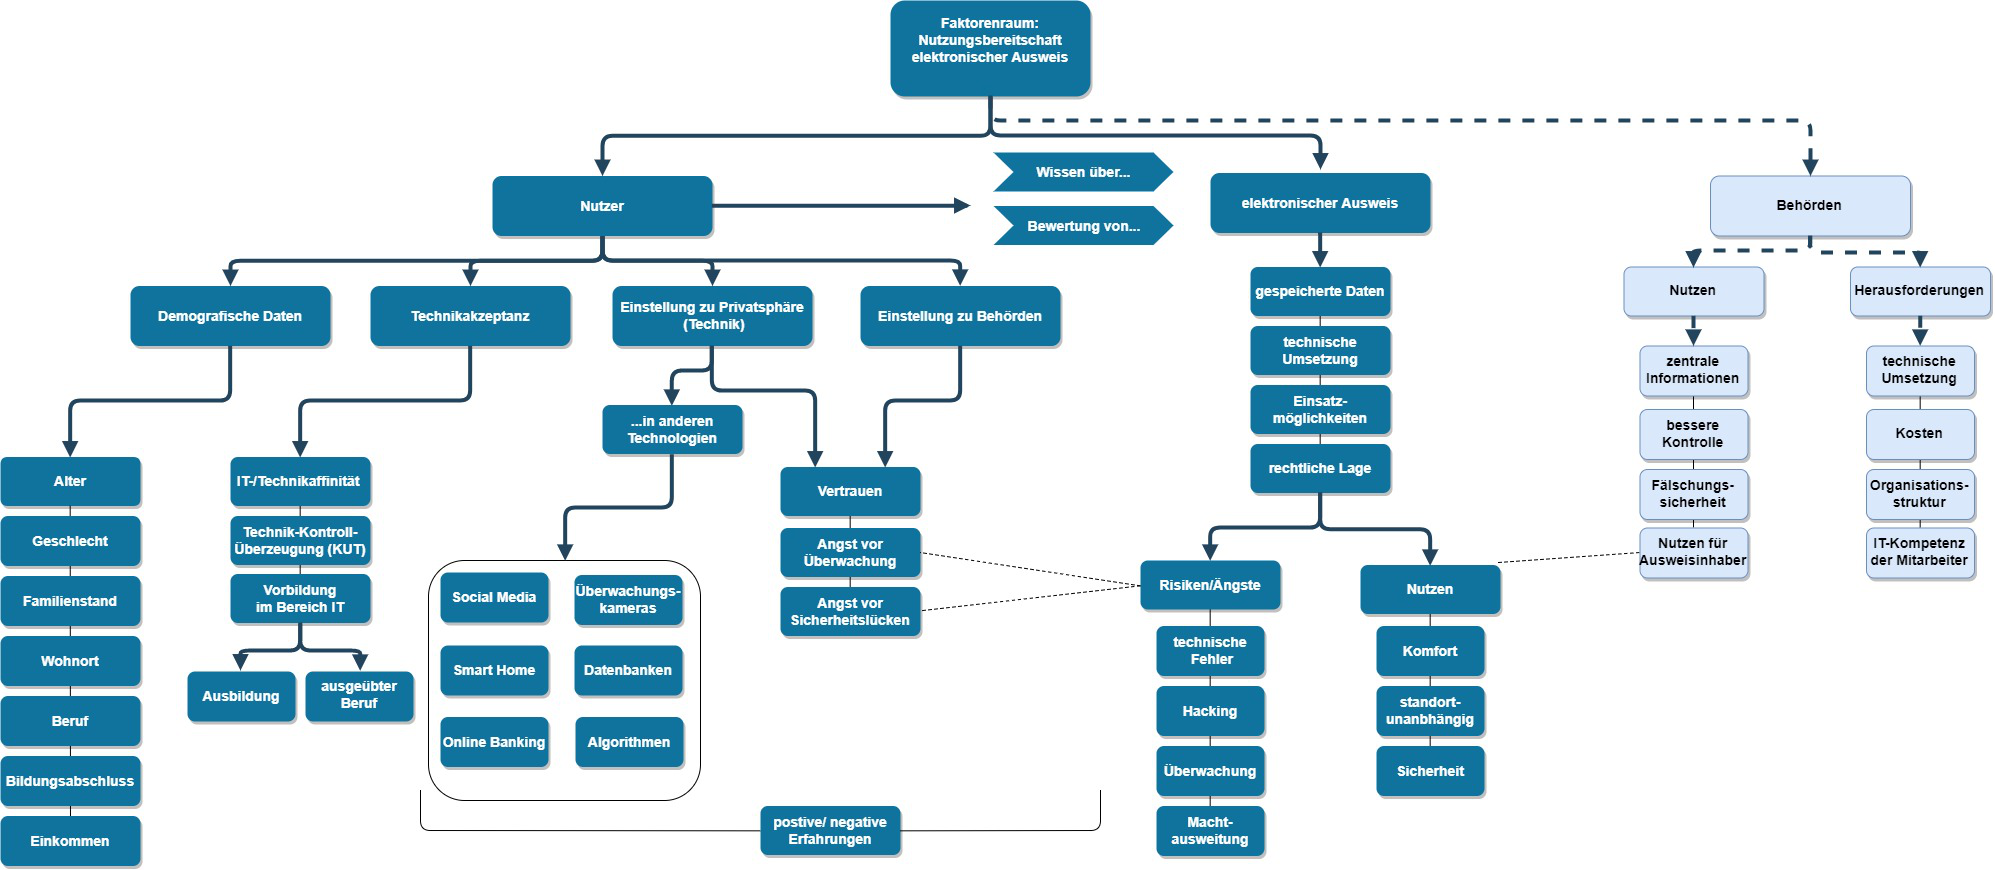 Faktorenraum:
Nutzungsbereitschaft
elektronischer Ausweis
Nutzer
Wissen über...
Bewertung von...
elektronischer Ausweis
Behörden
Demografische Daten
Technikakzeptanz
Einstellung zu Privatsphäre
(Technik)
Einstellung zu Behörden
gespeicherte Daten
technische
Umsetzung
Einsatz-
möglichkeiten
rechtliche Lage
Nutzen
Herausforderungen
zentrale
Informationen
bessere
Kontrolle
Fälschungs-
sicherheit
Nutzen für
Ausweisinhaber
technische
Umsetzung
Kosten
Organisations-
struktur
IT-Kompetenz
der Mitarbeiter
Alter
Geschlecht
Familienstand
Wohnort
Beruf
Bildungsabschluss
Einkommen
IT-/Technikaffinität
Technik-Kontroll-
Überzeugung (KUT)
Vorbildung
im Bereich IT
Ausbildung
ausgeübter
Beruf
...in anderen
Technologien
Social Media
Überwachungs-
kameras
Smart Home
Datenbanken
Online Banking
Algorithmen
Vertrauen
Angst vor
Überwachung
Angst vor
Sicherheitslücken
postive/ negative
Erfahrungen
Risiken/Ängste
technische
Fehler
Hacking
Überwachung
Macht-
ausweitung
Nutzen
Komfort
standort-
unanbhängig
Sicherheit